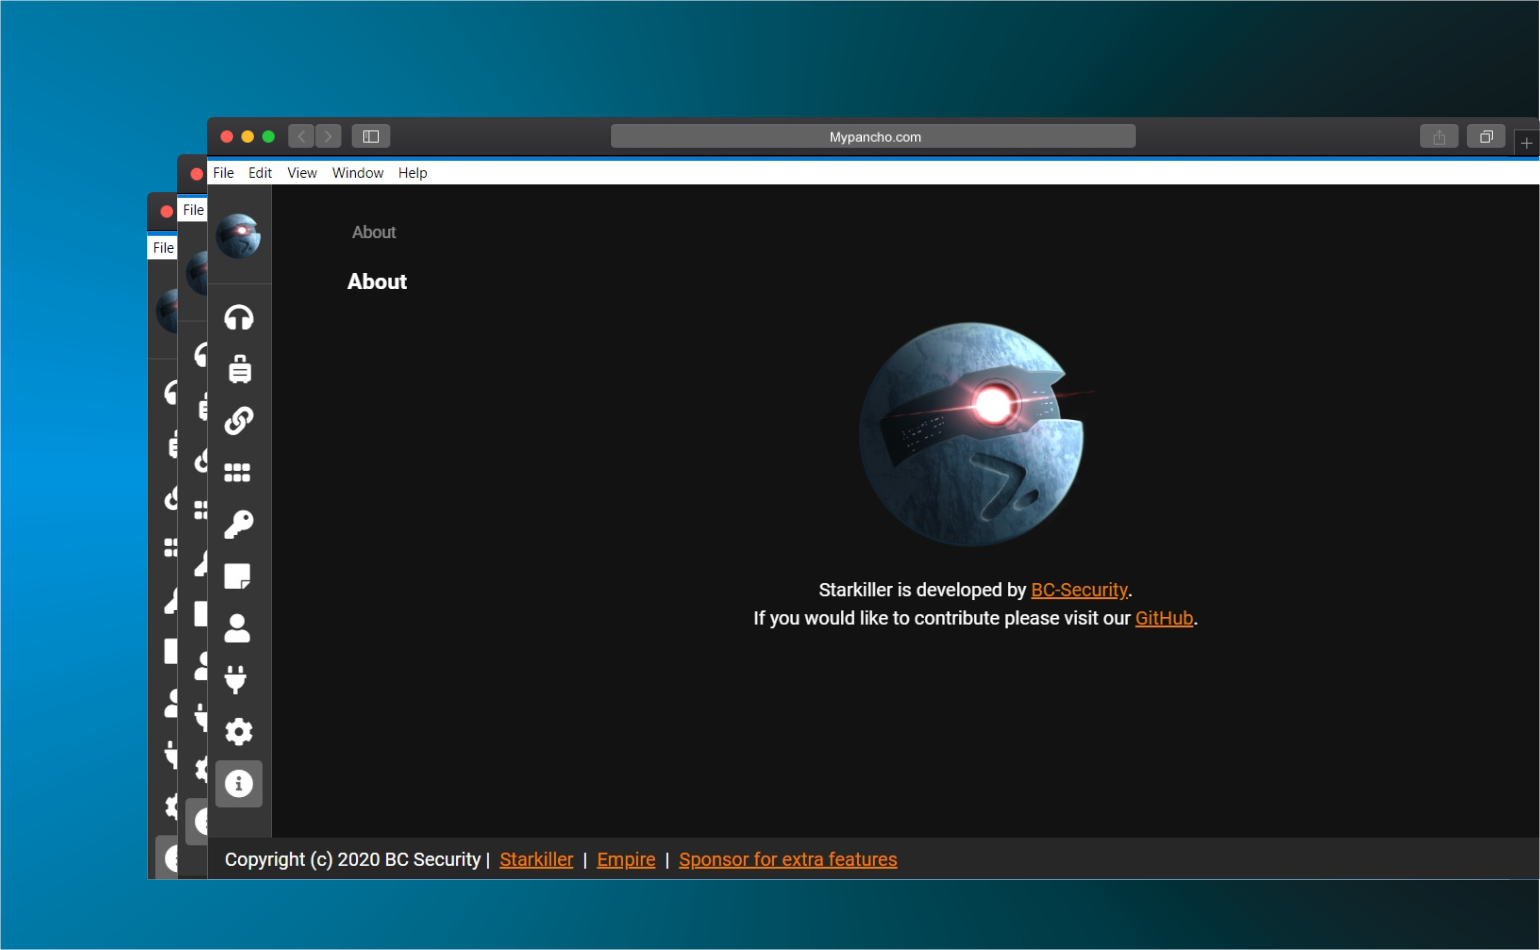 Mypancho.com
File Edit View Window Help
File
File
About
About
Starkiller is developed by BC-Security.
If you would like to contribute please visit our GitHub.
Copyright (c) 2020 BC Security | Starkiller | Empire | Sponsor for extra features